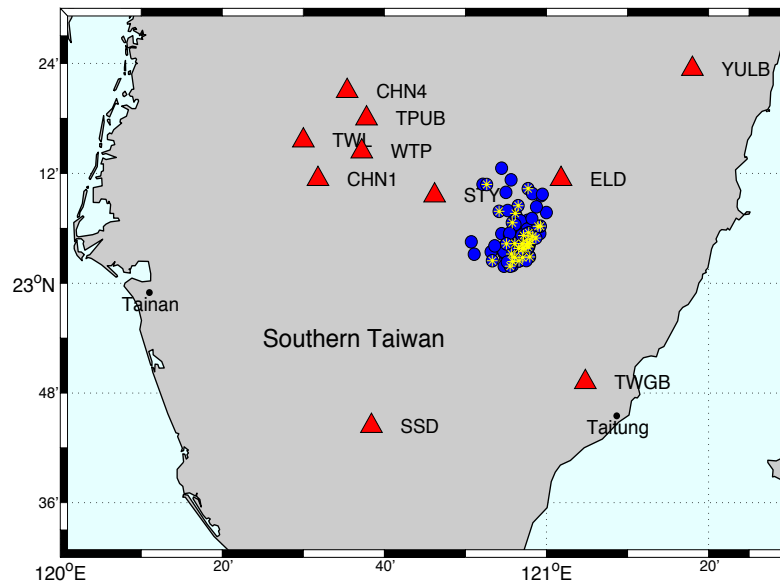 24'
YULB
CHN4
TPUB
TWL
WTP
12'
CHN1
ELD
STY
23°N
Tainan
Southern Taiwan
48'
TWGB
SSD
Taitung
36'
120°E
20'
40'
121°E
20'